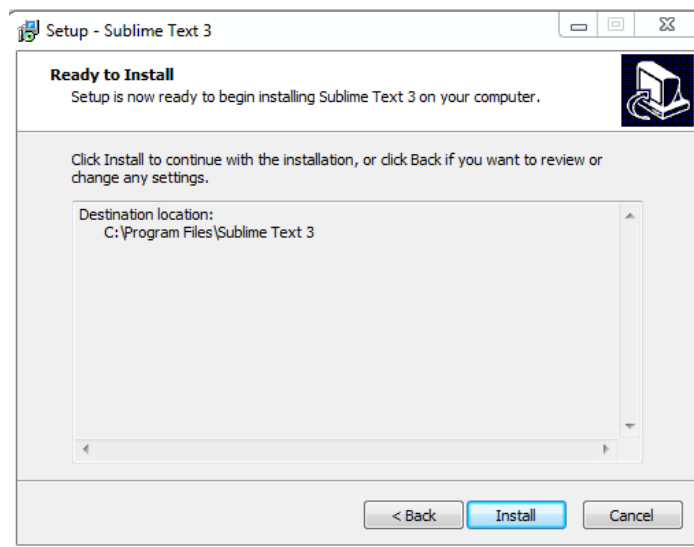 Setup - Sublime Text 3
Ready to Install
Setup is now ready to begin installing Sublime Text 3 on your computer.
Click Install to continue with the installation, or click Back if you want to review or
change any settings.
Destination location:
C:\Program Files\Sublime Text 3
< Back
Install
Cancel